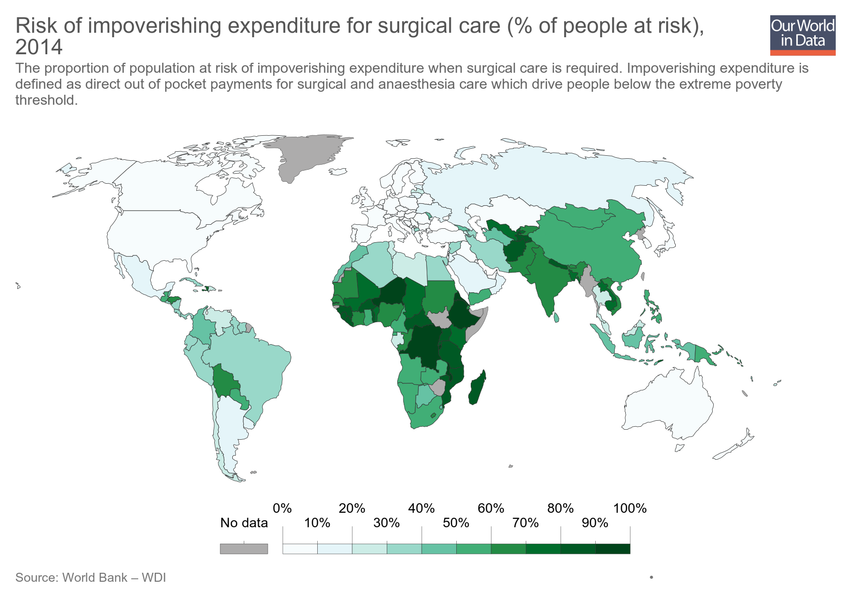 Risk of impoverishing expenditure for surgical care (% of people at risk),
2014
Our World
in Data
The proportion of population at risk of impoverishing expenditure when surgical care is required. Impoverishing expenditure is
defined as direct out of pocket payments for surgical and anaesthesia care which drive people below the extreme poverty
threshold.
0% 20% 40% 60% 80% 100%
No data 10% 30% 50% 70% 90%
Source: World Bank – WDI